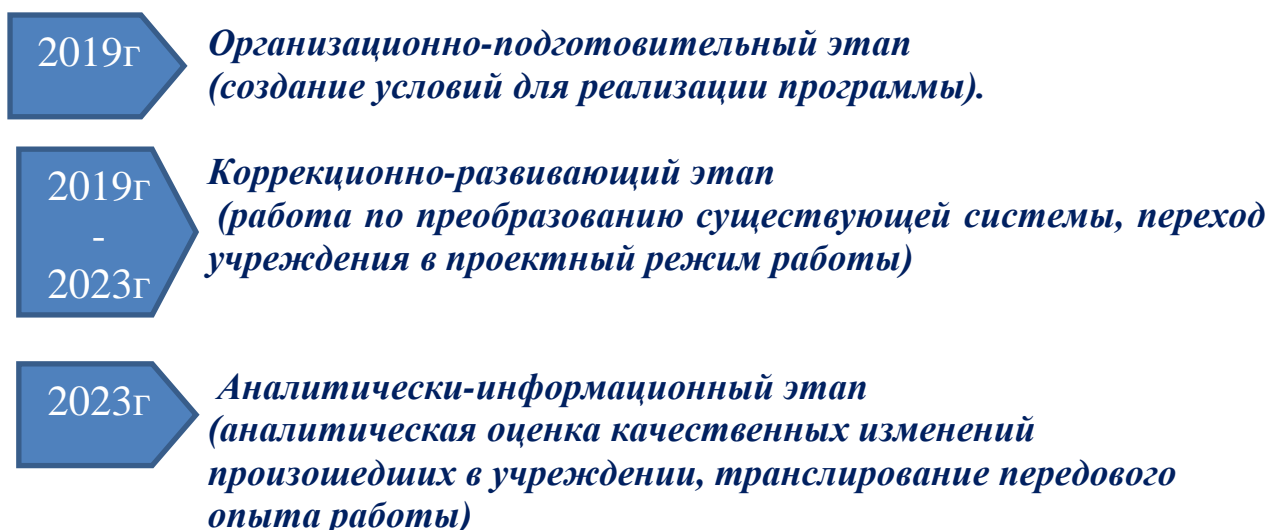 2019г
Организационно-подготовительный этап
(создание условий для реализации программы).
2019г
-
2023г
Коррекционно-развивающий этап
(работа по преобразованию существующей системы, переход
учреждения в проектный режим работы)
2023г
Аналитически-информационный этап
(аналитическая оценка качественных изменений
произошедших в учреждении, транслирование передового
опыта работы)